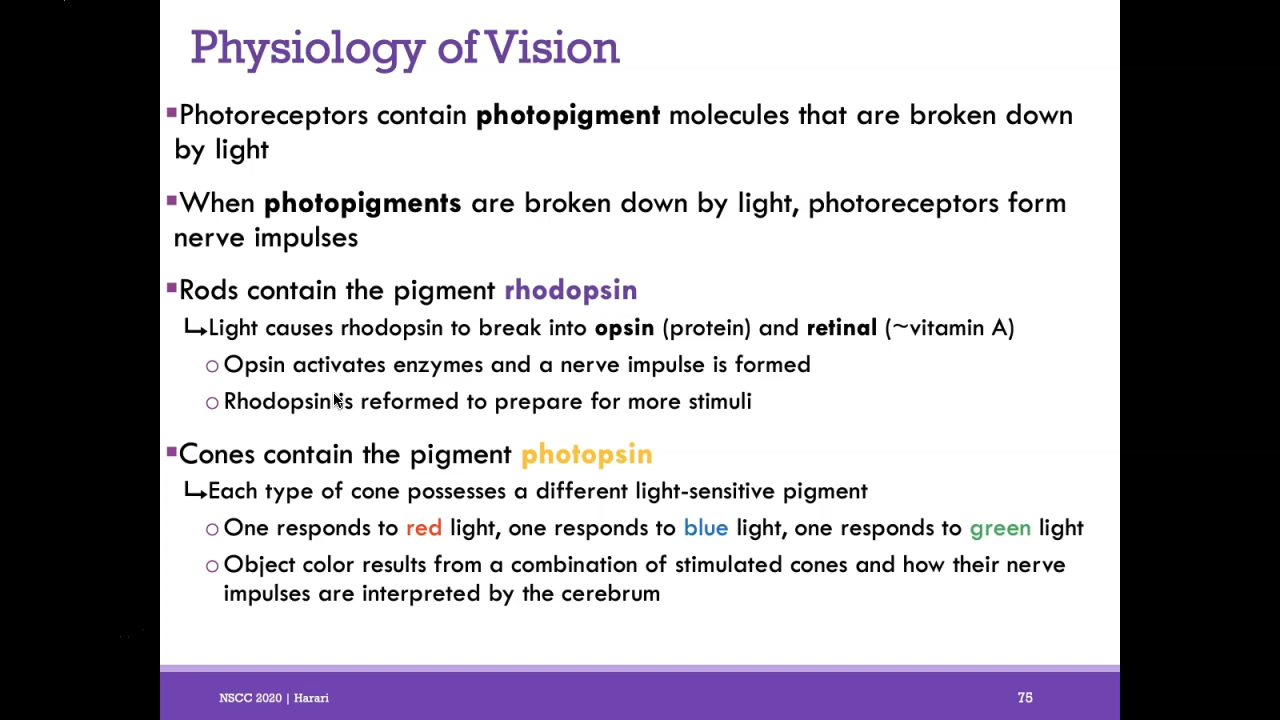 Physiology of Vision
▪Photoreceptors contain photopigment molecules that are broken down
by light
▪When photopigments are broken down by light, photoreceptors form
nerve impulses
▪Rods contain the pigment rhodopsin
↳Light causes rhodopsin to break into opsin (protein) and retinal (~vitamin A)
○Opsin activates enzymes and a nerve impulse is formed
○Rhodopsin is reformed to prepare for more stimuli
▪Cones contain the pigment photopsin
↳Each type of cone possesses a different light-sensitive pigment
○One responds to red light, one responds to blue light, one responds to green light
○Object color results from a combination of stimulated cones and how their nerve
impulses are interpreted by the cerebrum
NSCC 2020 | Harari
75